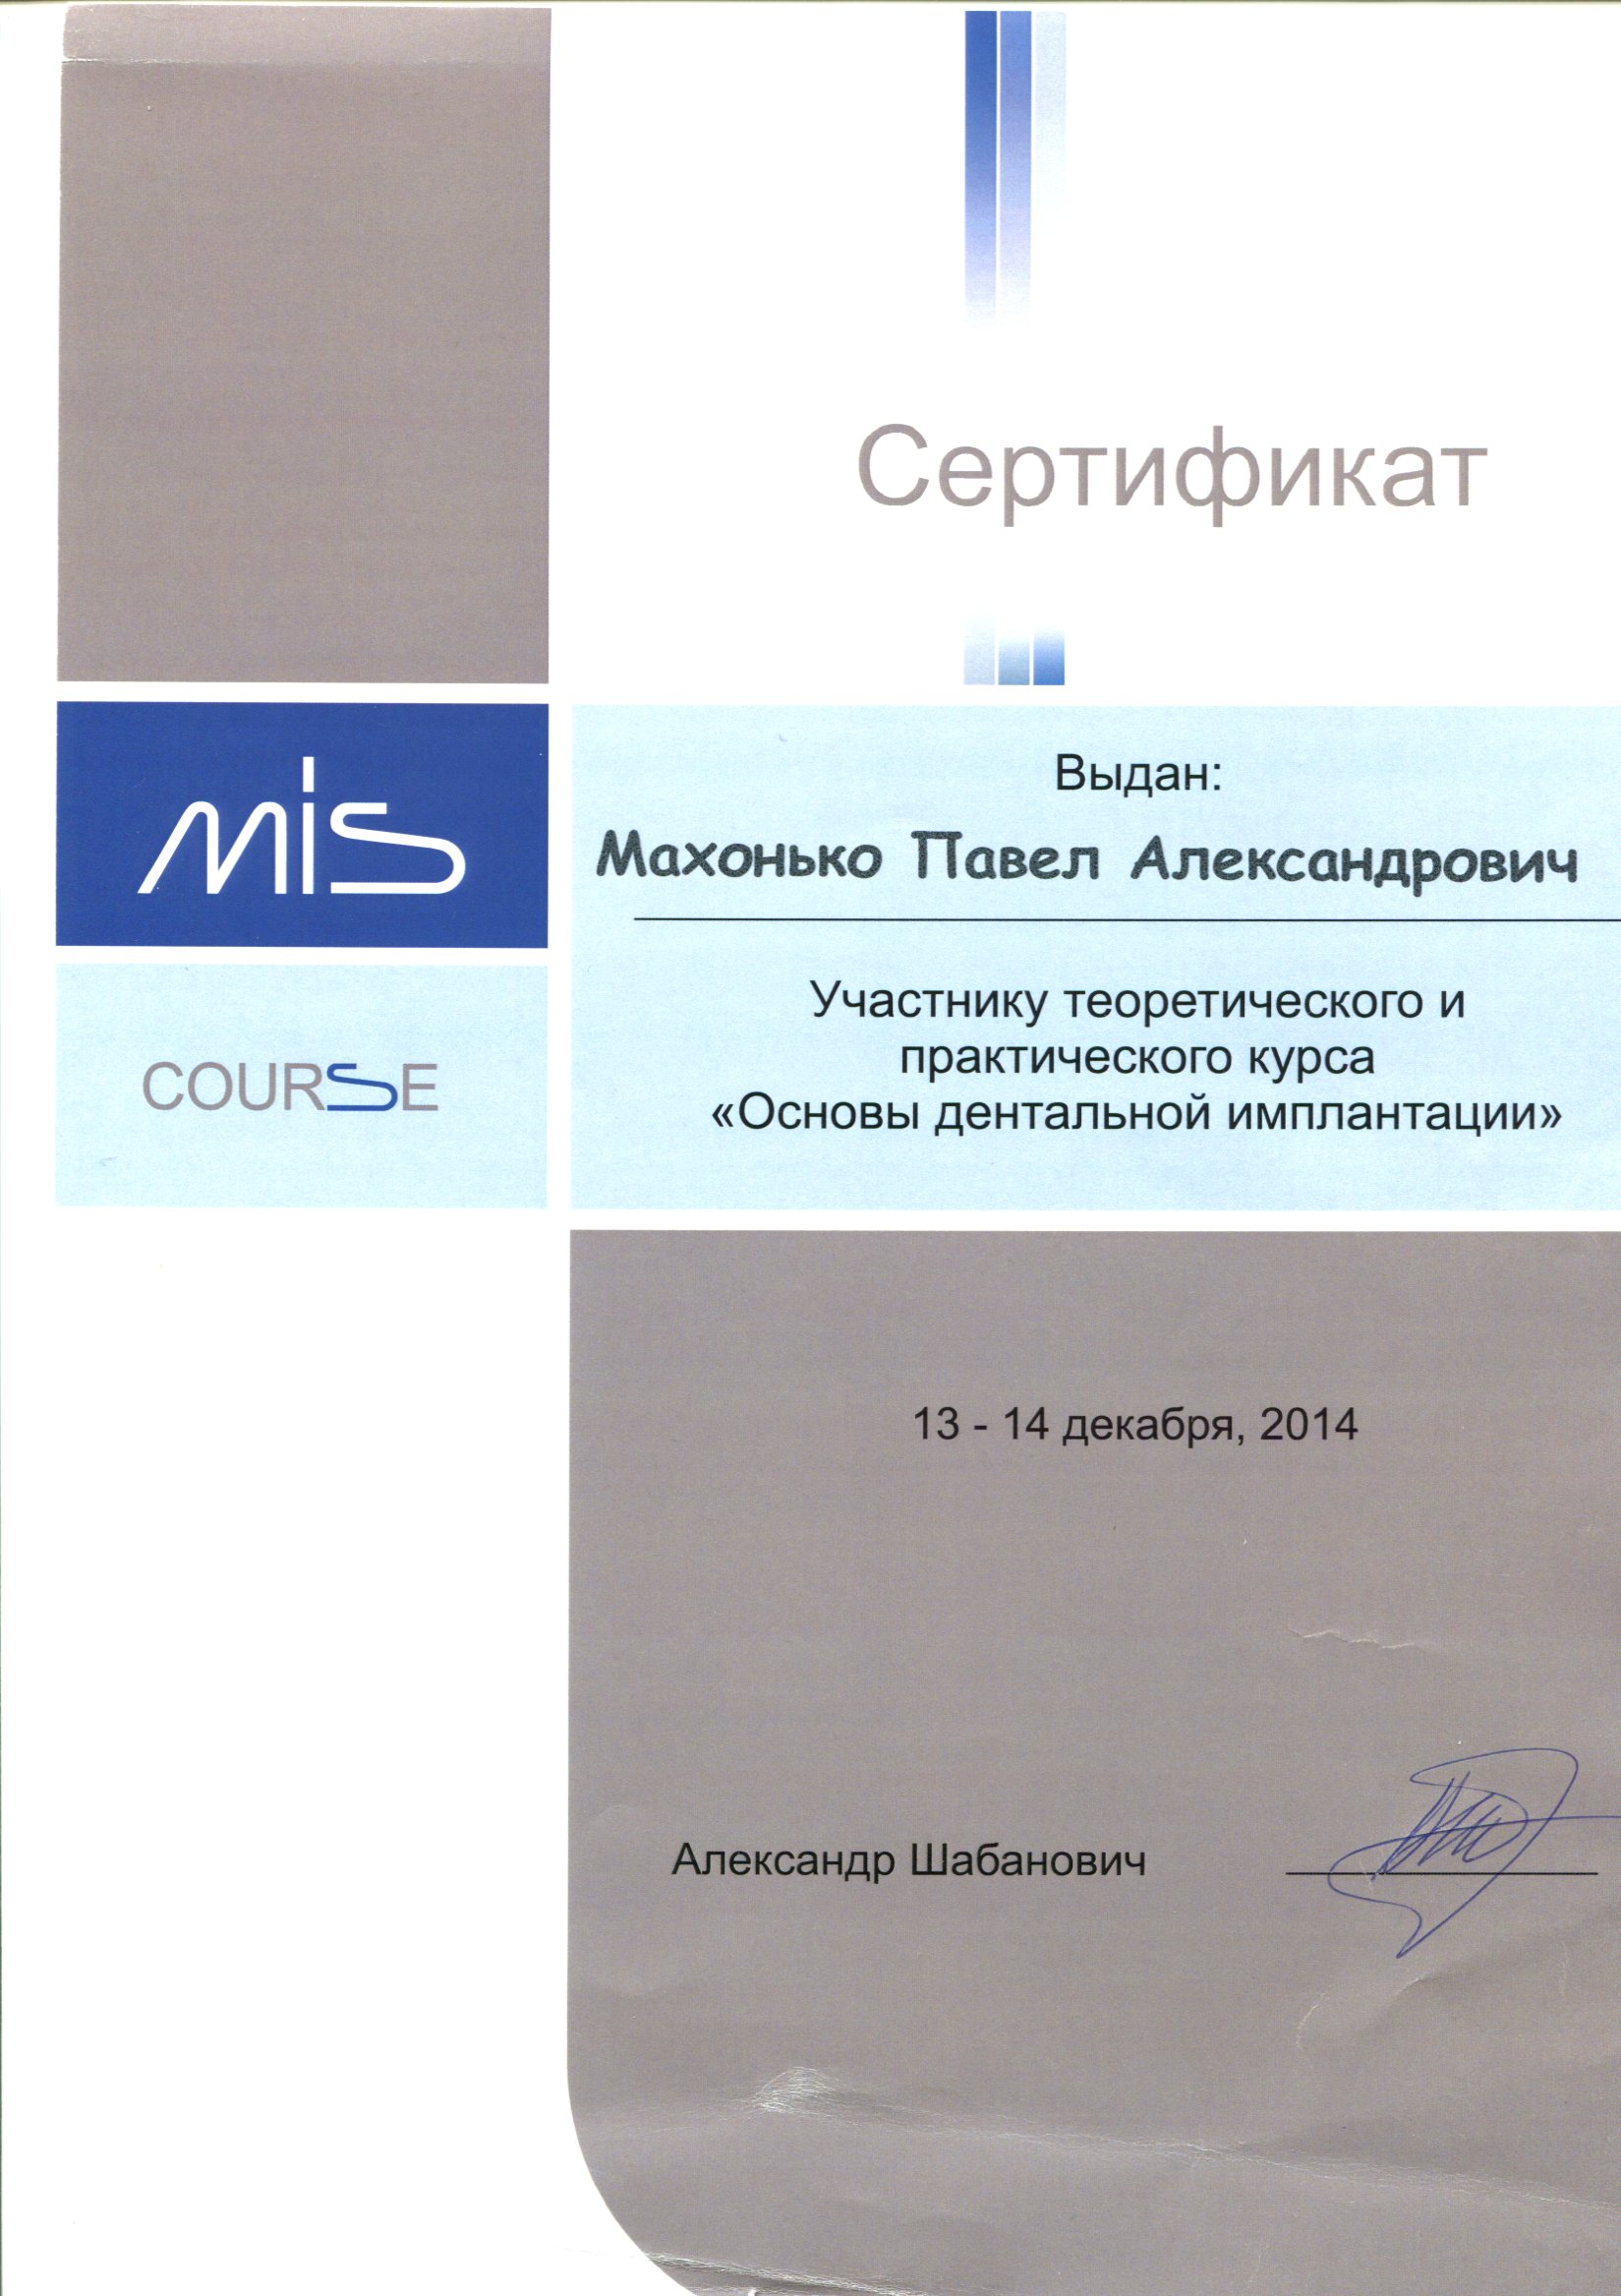 Сертификат
mis
Выдан:
Махонько Павел Александрович
COURSE
Участнику теоретического и
практического курса
«Основы дентальной имплантации»
13 - 14 декабря, 2014
Александр Шабанович